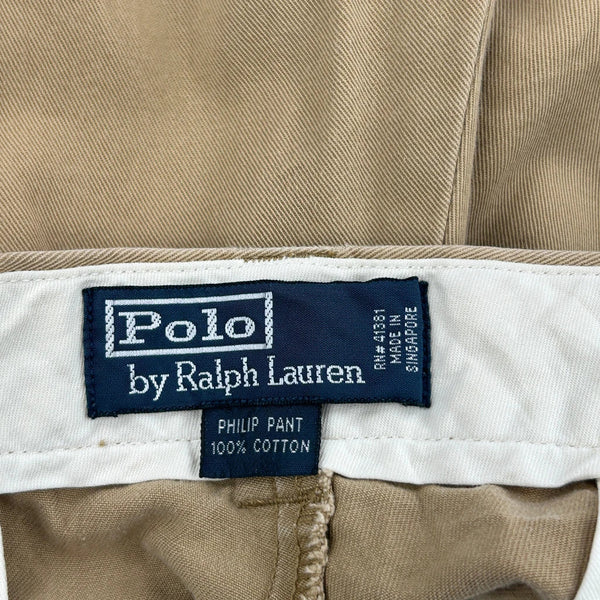 Polo
by Ralph Lauren
RN#41381
MADE IN
SINGAPORE
PHILIP PANT
100% COTTON